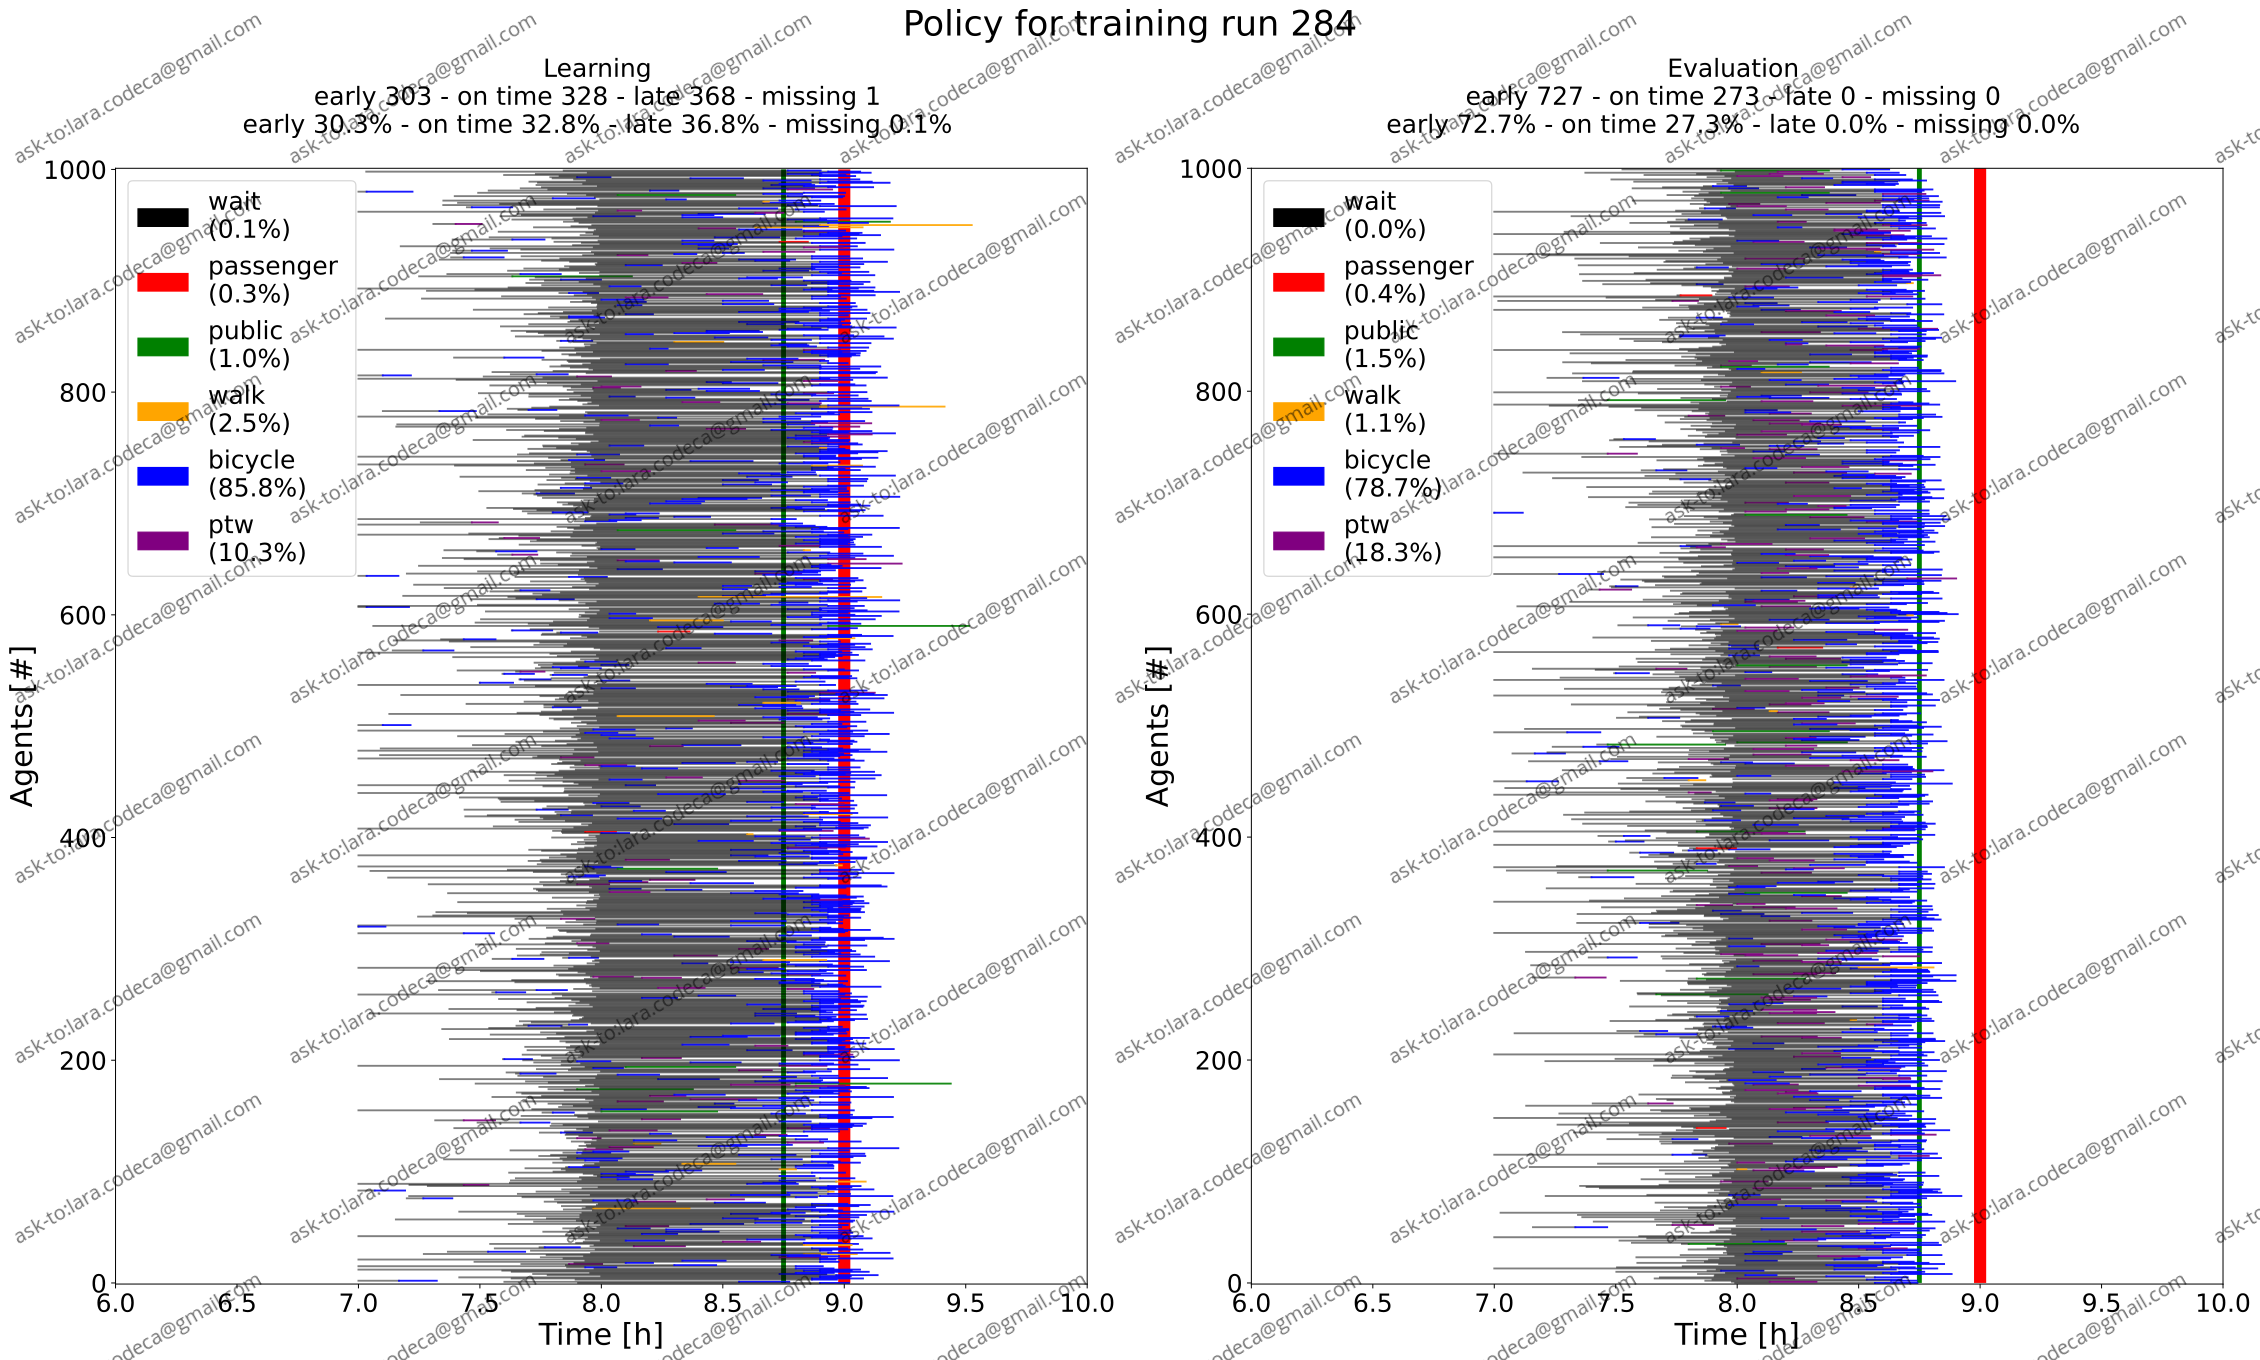 Policy for training run 284
Learning
early 303 - on time 328 - late 368 - missing 1
early 30.3% - on time 32.8% - late 36.8% - missing 0.1%
1000
800
600
400
200
0
Agents [#]
wait
(0.1%)
passenger
(0.3%)
public
(1.0%)
walk
(2.5%)
bicycle
(85.8%)
ptw
(10.3%)
6.0 6.5 7.0 7.5 8.0 8.5 9.0 9.5 10.0
Time [h]
Evaluation
early 727 - on time 273 - late 0 - missing 0
early 72.7% - on time 27.3% - late 0.0% - missing 0.0%
1000
800
600
400
200
0
Agents [#]
wait
(0.0%)
passenger
(0.4%)
public
(1.5%)
walk
(1.1%)
bicycle
(78.7%)
ptw
(18.3%)
6.0 6.5 7.0 7.5 8.0 8.5 9.0 9.5 10.0
Time [h]
ask-to:lara.codeca@gmail.com